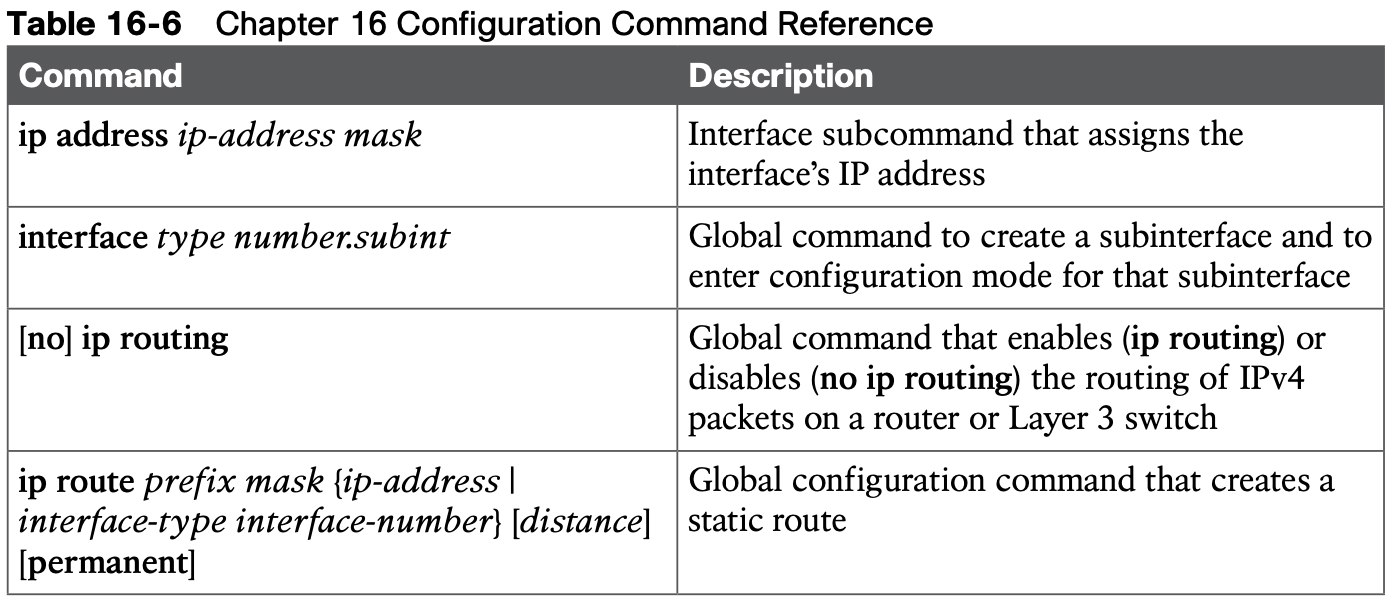 Table 16-6 Chapter 16 Configuration Command Reference
Command Description
ip address ip-address mask
Interface subcommand that assigns the
interface’s IP address
interface type number.subint
Global command to create a subinterface and to
enter configuration mode for that subinterface
[no] ip routing
Global command that enables (ip routing) or
disables (no ip routing) the routing of IPv4
packets on a router or Layer 3 switch
ip route prefix mask {ip-address |
interface-type interface-number} [distance]
[permanent]
Global configuration command that creates a
static route